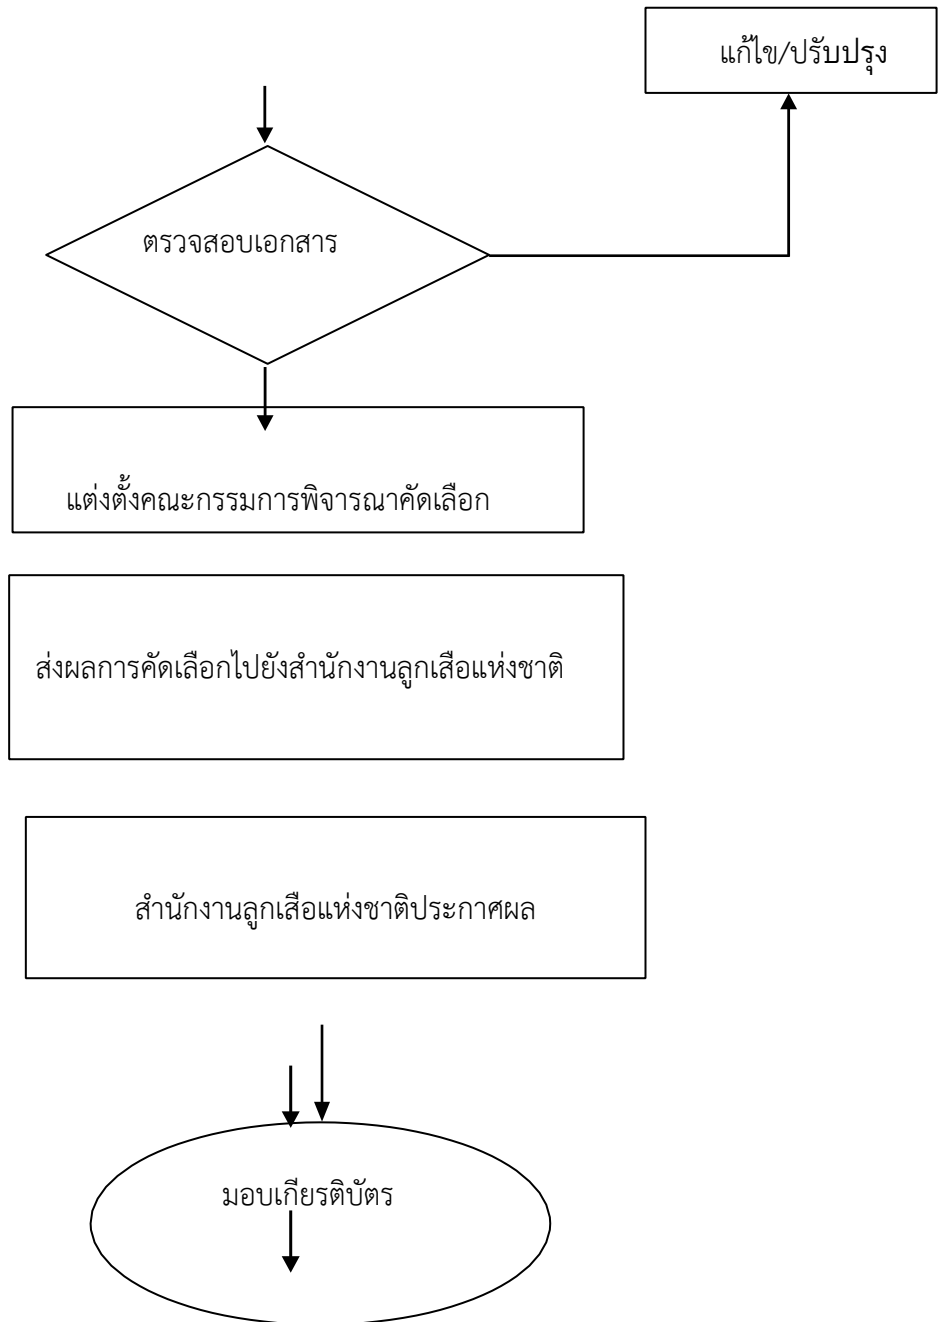 แก้ไข/ปรับปรุง
ตรวจสอบเอกสาร
แต่งตั้งคณะกรรมการพิจารณาคัดเลือก
ส่งผลการคัดเลือกไปยังสำนักงานลูกเสือแห่งชาติ
สำนักงานลูกเสือแห่งชาติประกาศผล
มอบเกียรติบัตร